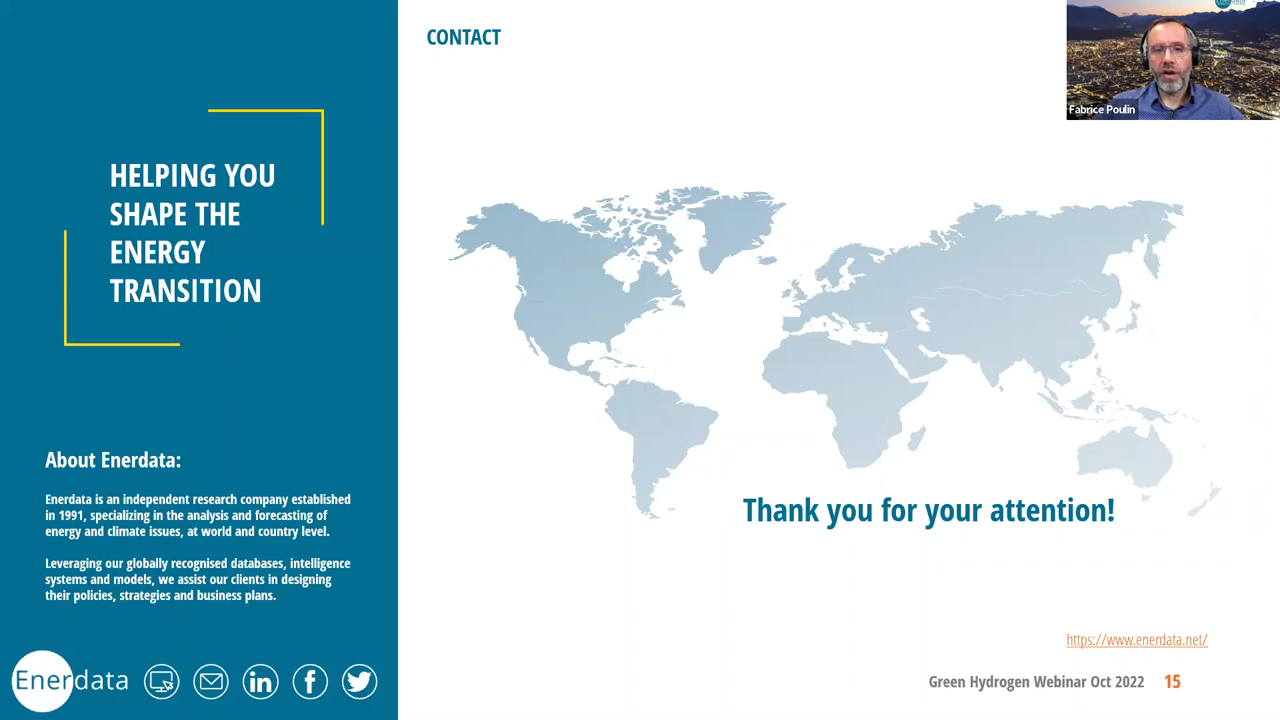 HELPING YOU
SHAPE THE
ENERGY
TRANSITION
About Enerdata:
Enerdata is an independent research company established
in 1991, specializing in the analysis and forecasting of
energy and climate issues, at world and country level.
Leveraging our globally recognised databases, intelligence
systems and models, we assist our clients in designing
their policies, strategies and business plans.
Enerdata
CONTACT
Enerdata
Fabrice Poulin
Thank you for your attention!
https://www.enerdata.net/
Green Hydrogen Webinar Oct 2022 15